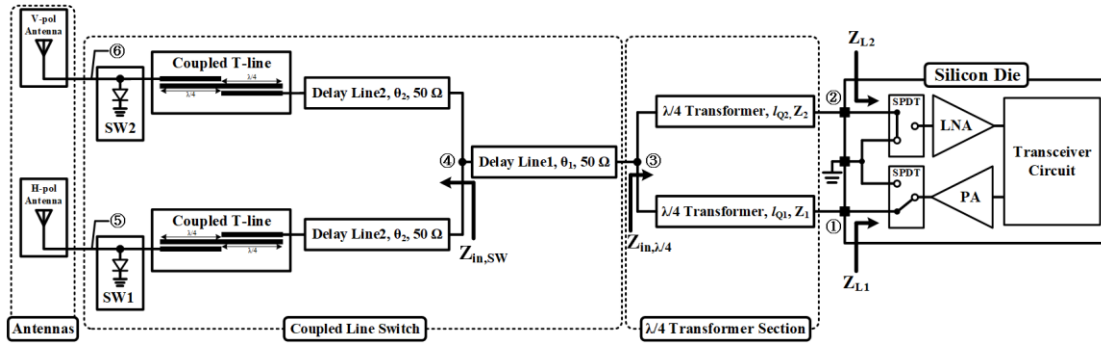 V-pol
Antenna
⑥
SW2
Coupled T-line
λ/4
λ/4
Delay Line2, θ2, 50 Ω
H-pol
Antenna
⑤
SW1
Coupled T-line
λ/4
λ/4
Delay Line2, θ2, 50 Ω
④
Zin,SW
Delay Line1, θ1, 50 Ω
③
Zin,λ/4
λ/4 Transformer, lQ2, Z2
λ/4 Transformer, lQ1, Z1
ZL2
②
①
ZL1
Silicon Die
SPDT
LNA
SPDT
PA
Transceiver
Circuit
Antennas
Coupled Line Switch
λ/4 Transformer Section